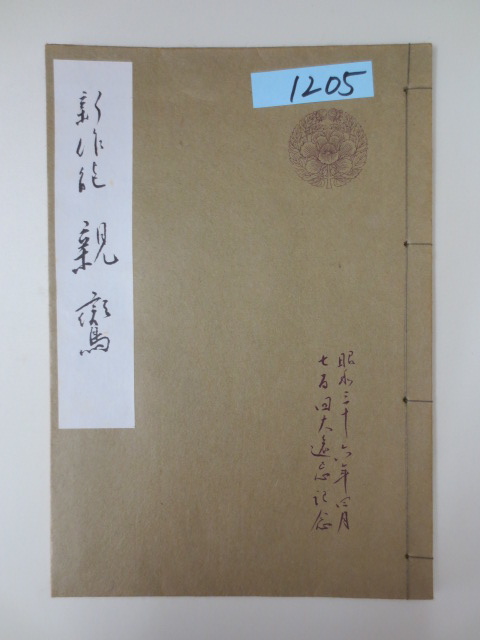 1205
新作能 親鸞
昭和三十六年四月
七百回大遠忌記念